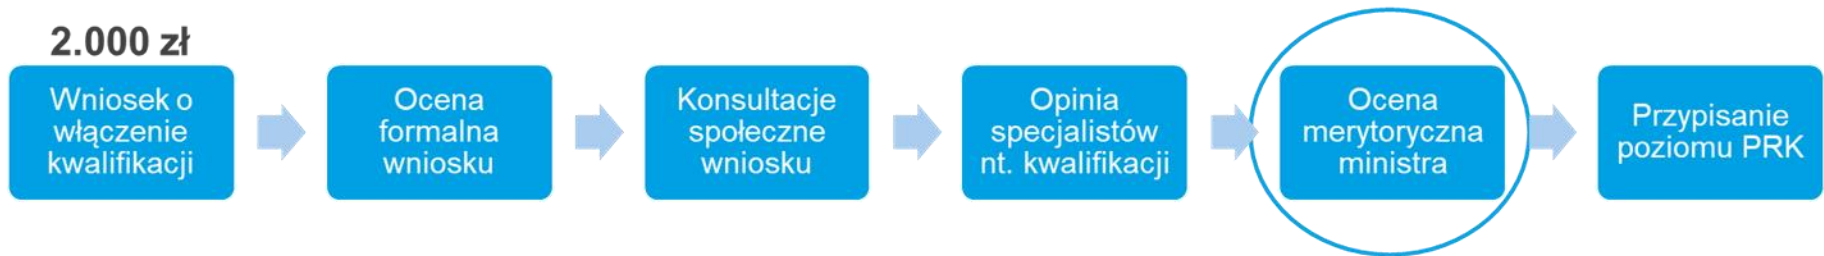 2.000 zł
Wniosek o
włączenie
kwalifikacji
Ocena
formalna
wniosku
Konsultacje
społeczne
wniosku
Opinia
specjalistów
nt. kwalifikacji
Ocena
merytoryczna
ministra
Przypisanie
poziomu PRK